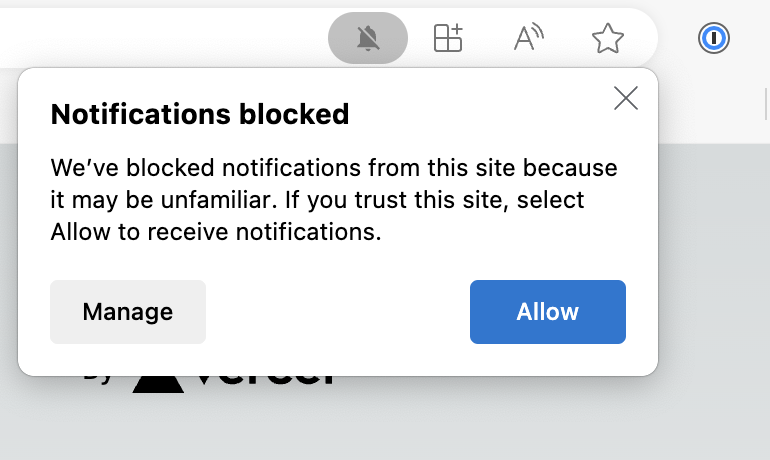 Notifications blocked
We’ve blocked notifications from this site because
it may be unfamiliar. If you trust this site, select
Allow to receive notifications.
Manage
Allow
By